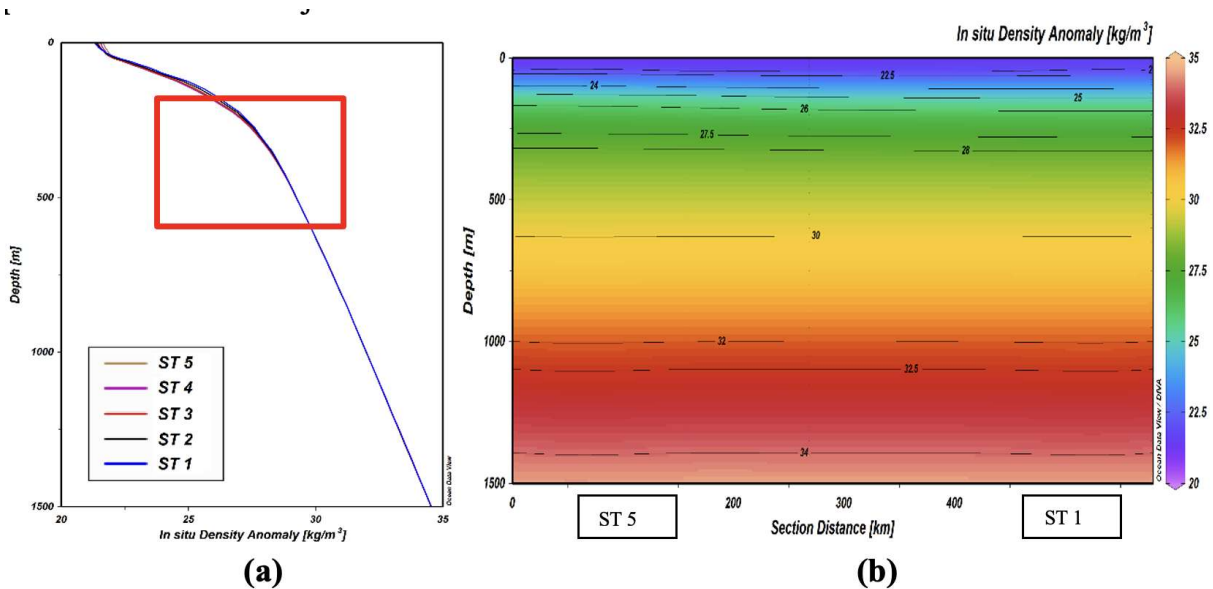 0
500
1000
1500
Depth [m]
20
25
30
35
In situ Density Anomaly [kg/m³]
ST 5
ST 4
ST 3
ST 2
ST 1
Ocean Data View
(a)
In situ Density Anomaly [kg/m³]
0
500
1000
1500
Depth [m]
22.5
24
25
26
27.5
28
30
32
32.5
34
2
0
200
300
400
Section Distance [km]
ST 5
ST 1
Ocean Data View / DIVA
35
32.5
30
27.5
25
22.5
20
(b)